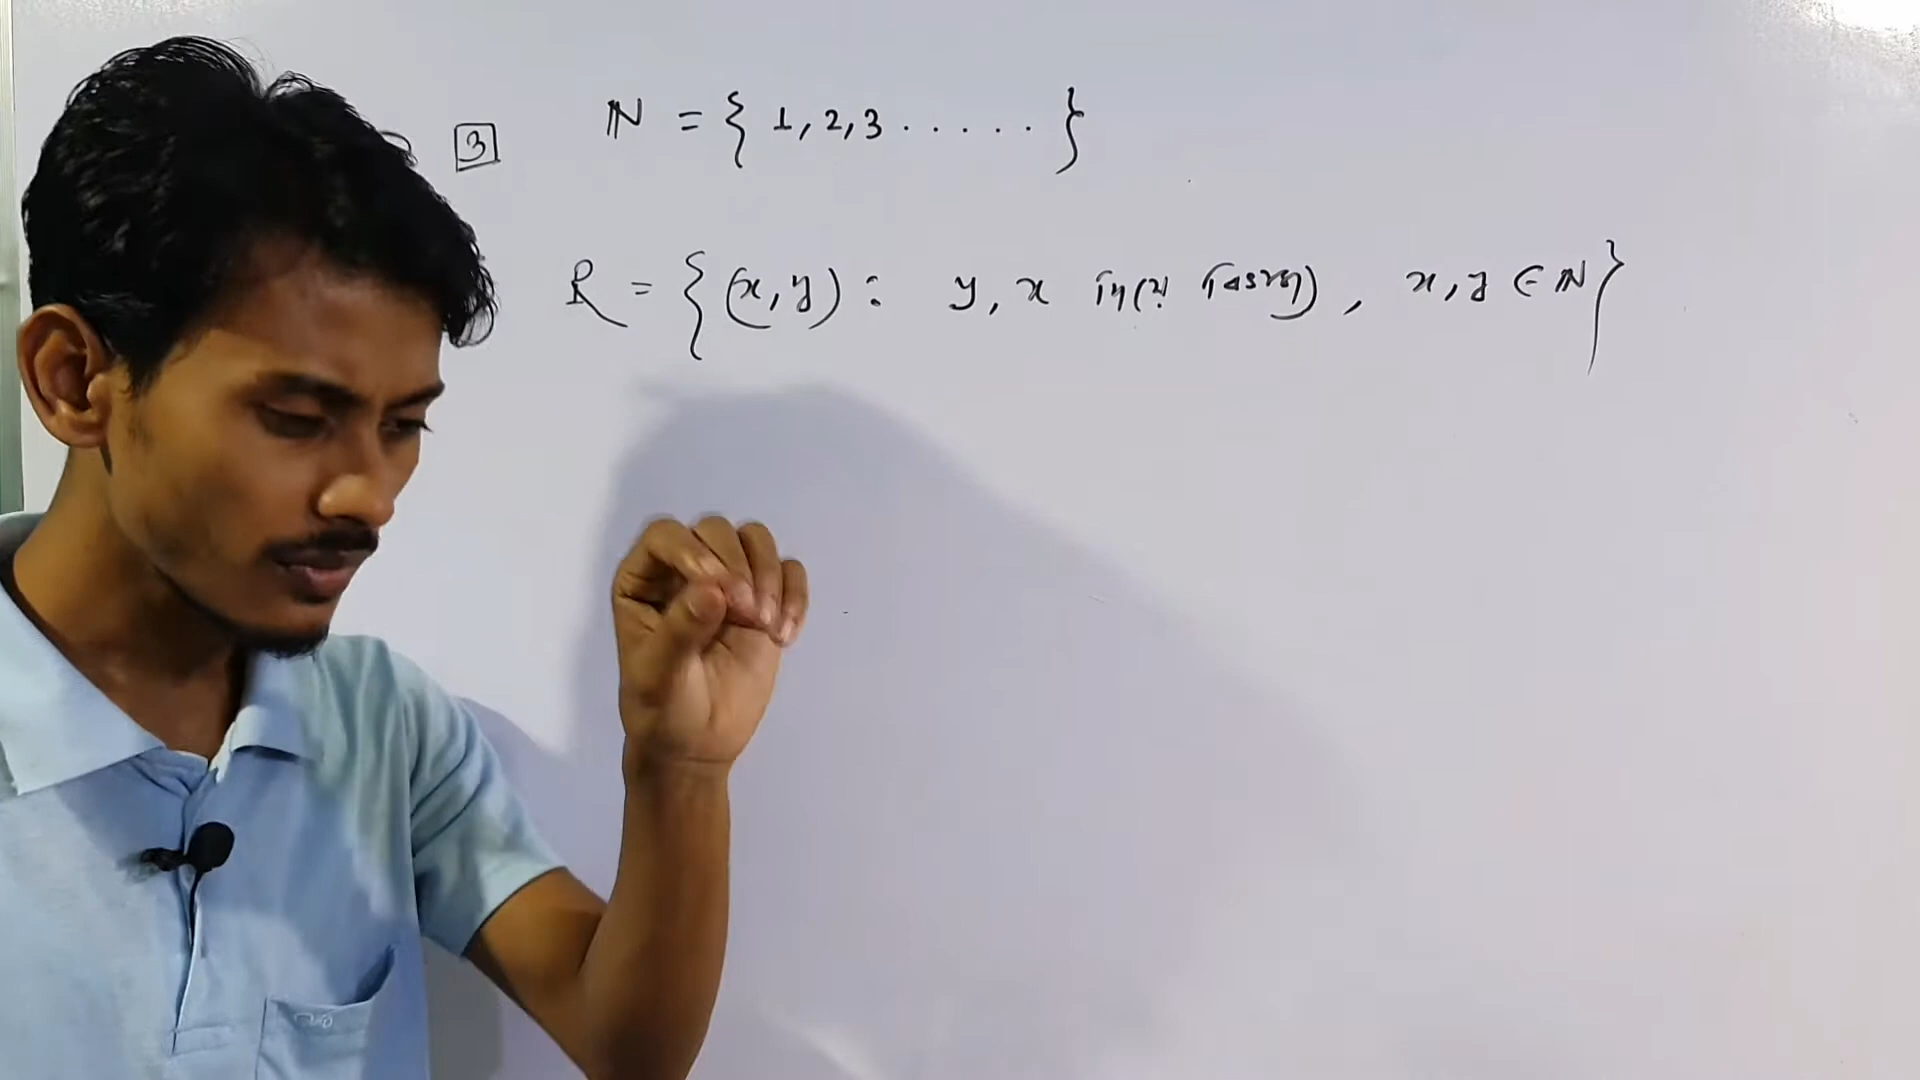 3 ℕ = { 1, 2, 3 . . . . . . }
R = { (x, y) : y, x দিয়ে বিভাজ্য, x, y ∈ ℕ }